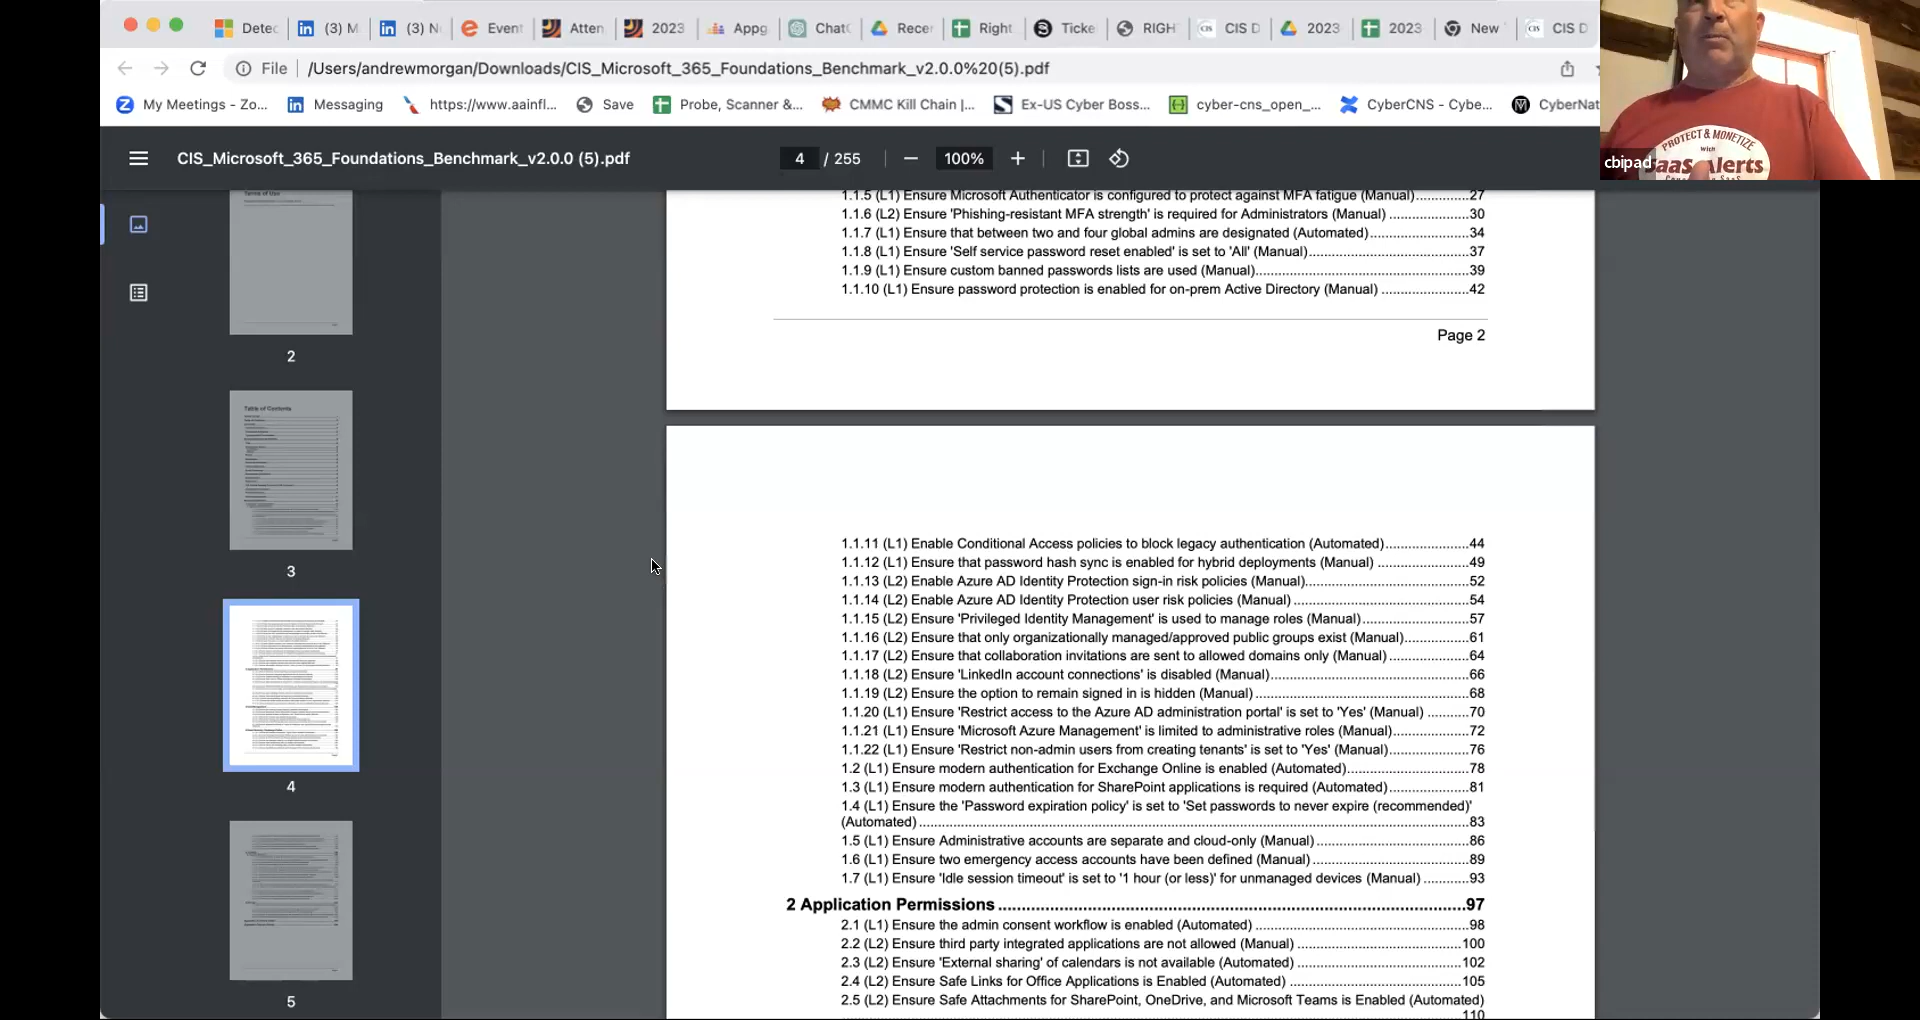 Detec
(3) M
(3) N
Event
Atten
2023
Appg
Chat
Recer
Right
Ticke
RIGH
CIS D
2023
2023
New
CIS D
File
/Users/andrewmorgan/Downloads/CIS_Microsoft_365_Foundations_Benchmark_v2.0.0%20(5).pdf
My Meetings - Zo...
Messaging
https://www.aainfl...
Save
Probe, Scanner &...
CMMC Kill Chain |...
Ex-US Cyber Boss...
cyber-cns_open_...
CyberCNS - Cybe...
CyberNat
CIS_Microsoft_365_Foundations_Benchmark_v2.0.0 (5).pdf
4 / 255
100%
PROTECT & MONETIZE
with
SaaS Alerts
cbipad
Terms of Use
2
Table of Contents
3
4
5
1.1.5 (L1) Ensure Microsoft Authenticator is configured to protect against MFA fatigue (Manual)..............27
1.1.6 (L2) Ensure 'Phishing-resistant MFA strength' is required for Administrators (Manual) ....................30
1.1.7 (L1) Ensure that between two and four global admins are designated (Automated).........................34
1.1.8 (L1) Ensure 'Self service password reset enabled' is set to 'All' (Manual).........................................37
1.1.9 (L1) Ensure custom banned passwords lists are used (Manual)......................................................39
1.1.10 (L1) Ensure password protection is enabled for on-prem Active Directory (Manual) ......................42
Page 2
1.1.11 (L1) Enable Conditional Access policies to block legacy authentication (Automated).....................44
1.1.12 (L1) Ensure that password hash sync is enabled for hybrid deployments (Manual) .......................49
1.1.13 (L2) Enable Azure AD Identity Protection sign-in risk policies (Manual).........................................52
1.1.14 (L2) Enable Azure AD Identity Protection user risk policies (Manual) ............................................54
1.1.15 (L2) Ensure 'Privileged Identity Management' is used to manage roles (Manual)...........................57
1.1.16 (L2) Ensure that only organizationally managed/approved public groups exist (Manual)................61
1.1.17 (L2) Ensure that collaboration invitations are sent to allowed domains only (Manual) ....................64
1.1.18 (L2) Ensure 'LinkedIn account connections' is disabled (Manual)...................................................66
1.1.19 (L2) Ensure the option to remain signed in is hidden (Manual) .......................................................68
1.1.20 (L1) Ensure 'Restrict access to the Azure AD administration portal' is set to 'Yes' (Manual) ..........70
1.1.21 (L1) Ensure 'Microsoft Azure Management' is limited to administrative roles (Manual)...................72
1.1.22 (L1) Ensure 'Restrict non-admin users from creating tenants' is set to 'Yes' (Manual)....................76
1.2 (L1) Ensure modern authentication for Exchange Online is enabled (Automated)..............................78
1.3 (L1) Ensure modern authentication for SharePoint applications is required (Automated)....................81
1.4 (L1) Ensure the 'Password expiration policy' is set to 'Set passwords to never expire (recommended)'
(Automated) ................................................................................................................................83
1.5 (L1) Ensure Administrative accounts are separate and cloud-only (Manual) .....................................86
1.6 (L1) Ensure two emergency access accounts have been defined (Manual) ......................................89
1.7 (L1) Ensure 'Idle session timeout' is set to '1 hour (or less)' for unmanaged devices (Manual) ...........93
2 Application Permissions ..............................................................................................97
2.1 (L1) Ensure the admin consent workflow is enabled (Automated) ....................................................98
2.2 (L2) Ensure third party integrated applications are not allowed (Manual) ........................................100
2.3 (L2) Ensure 'External sharing' of calendars is not available (Automated) ........................................102
2.4 (L2) Ensure Safe Links for Office Applications is Enabled (Automated) ..........................................105
2.5 (L2) Ensure Safe Attachments for SharePoint, OneDrive, and Microsoft Teams is Enabled (Automated)
110